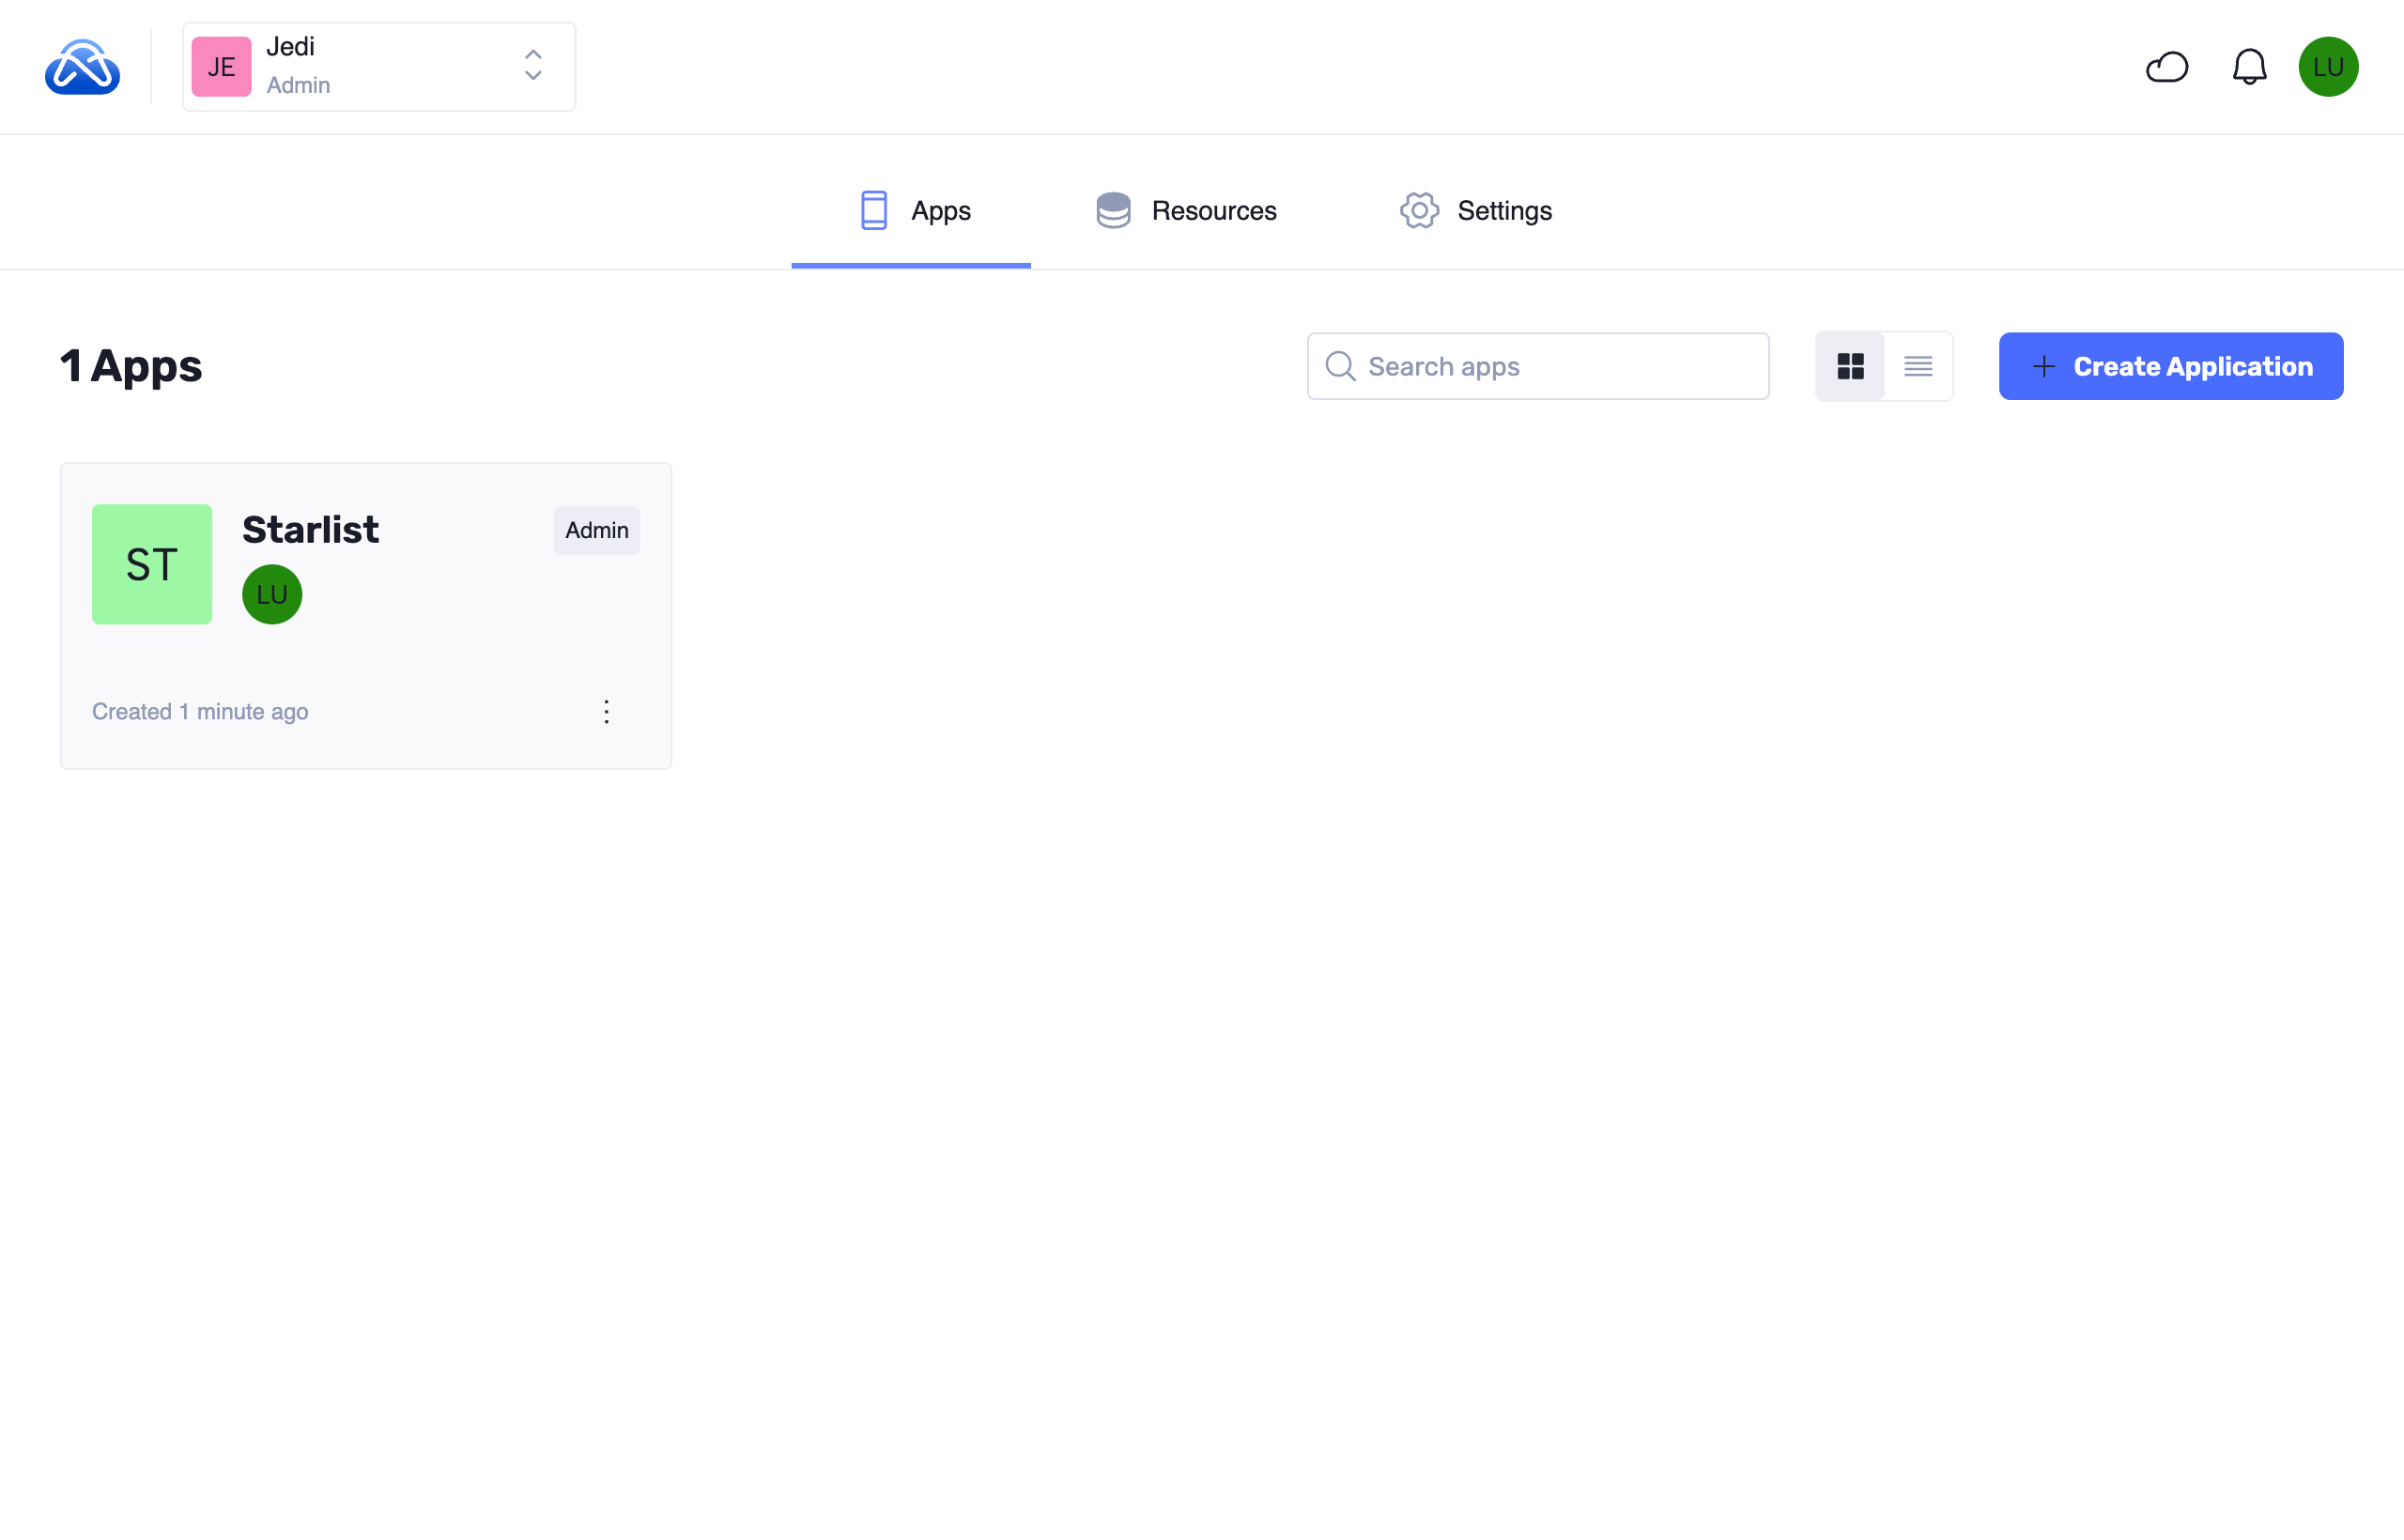 JE
Jedi
Admin
LU
Apps
Resources
Settings
1 Apps
Search apps
Create Application
ST
Starlist
Admin
LU
Created 1 minute ago